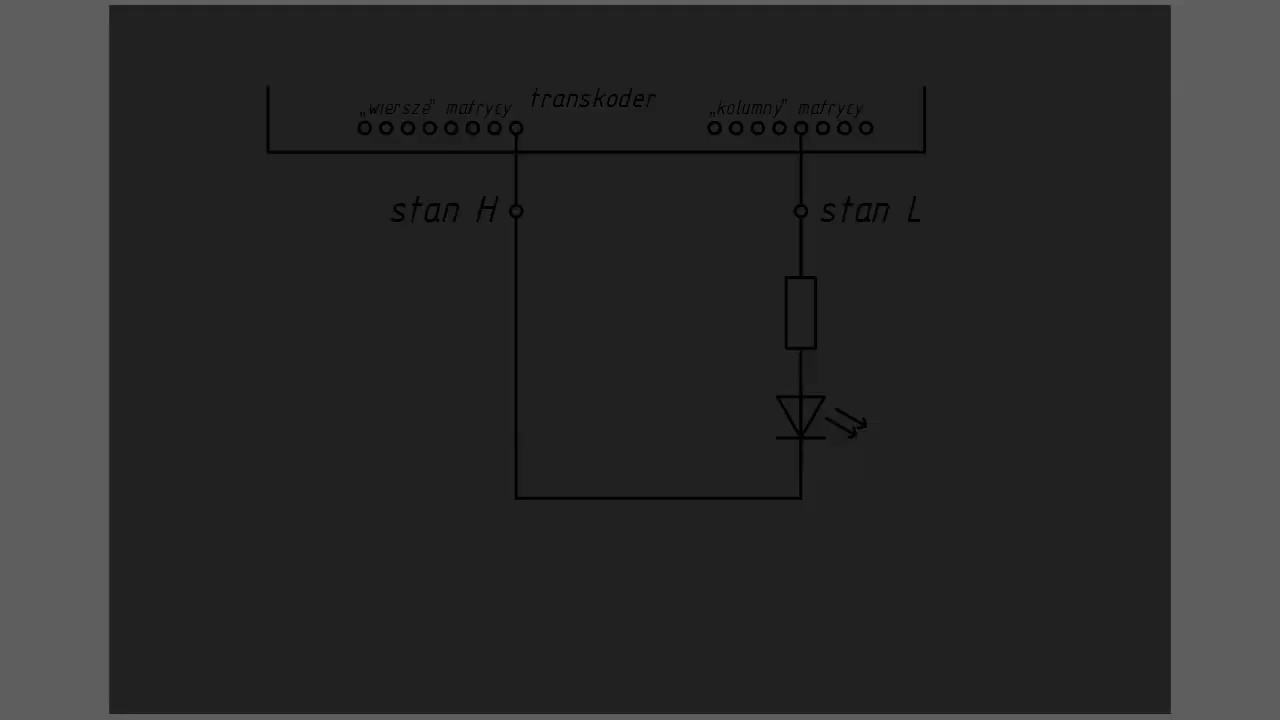 transkoder
„wiersze” matrycy
„kolumny” matrycy
stan H
stan L